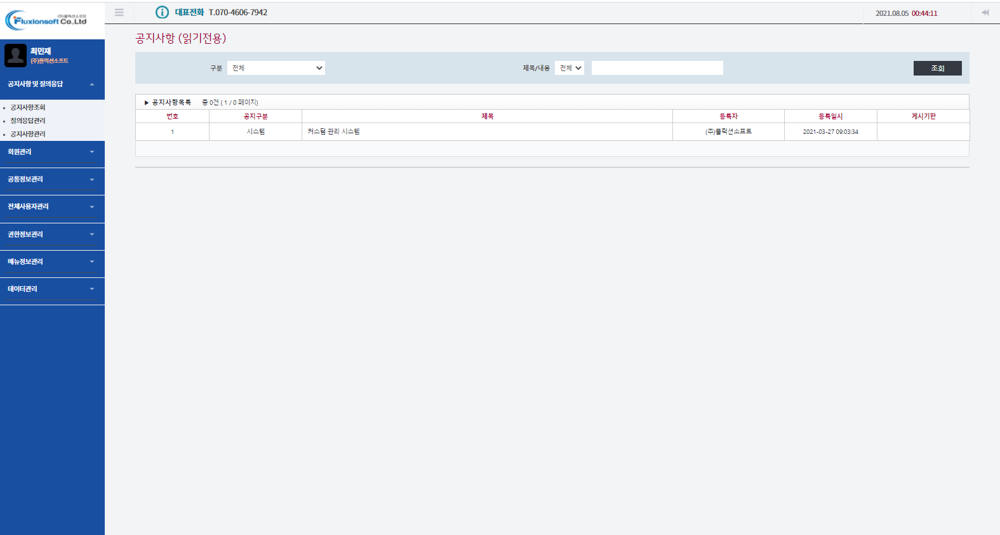 (주)플럭션소프트
Fluxionsoft Co.,Ltd
대표전화 T.070-4606-7942
2021.08.05 00:44:11
최민재
(주)플럭션소프트
공지사항 및 질의응답
공지사항조회
질의응답관리
공지사항관리
회원관리
공통정보관리
전체사용자관리
권한정보관리
메뉴정보관리
데이터관리
공지사항 (읽기전용)
구분 전체 제목/내용 전체 조회
▶ 공지사항목록 총 0건 ( 1 / 0 페이지)
번호 공지구분 제목 등록자 등록일시 게시기한
1 시스템 커스텀 관리 시스템 (주)플럭션소프트 2021-03-27 09:03:34